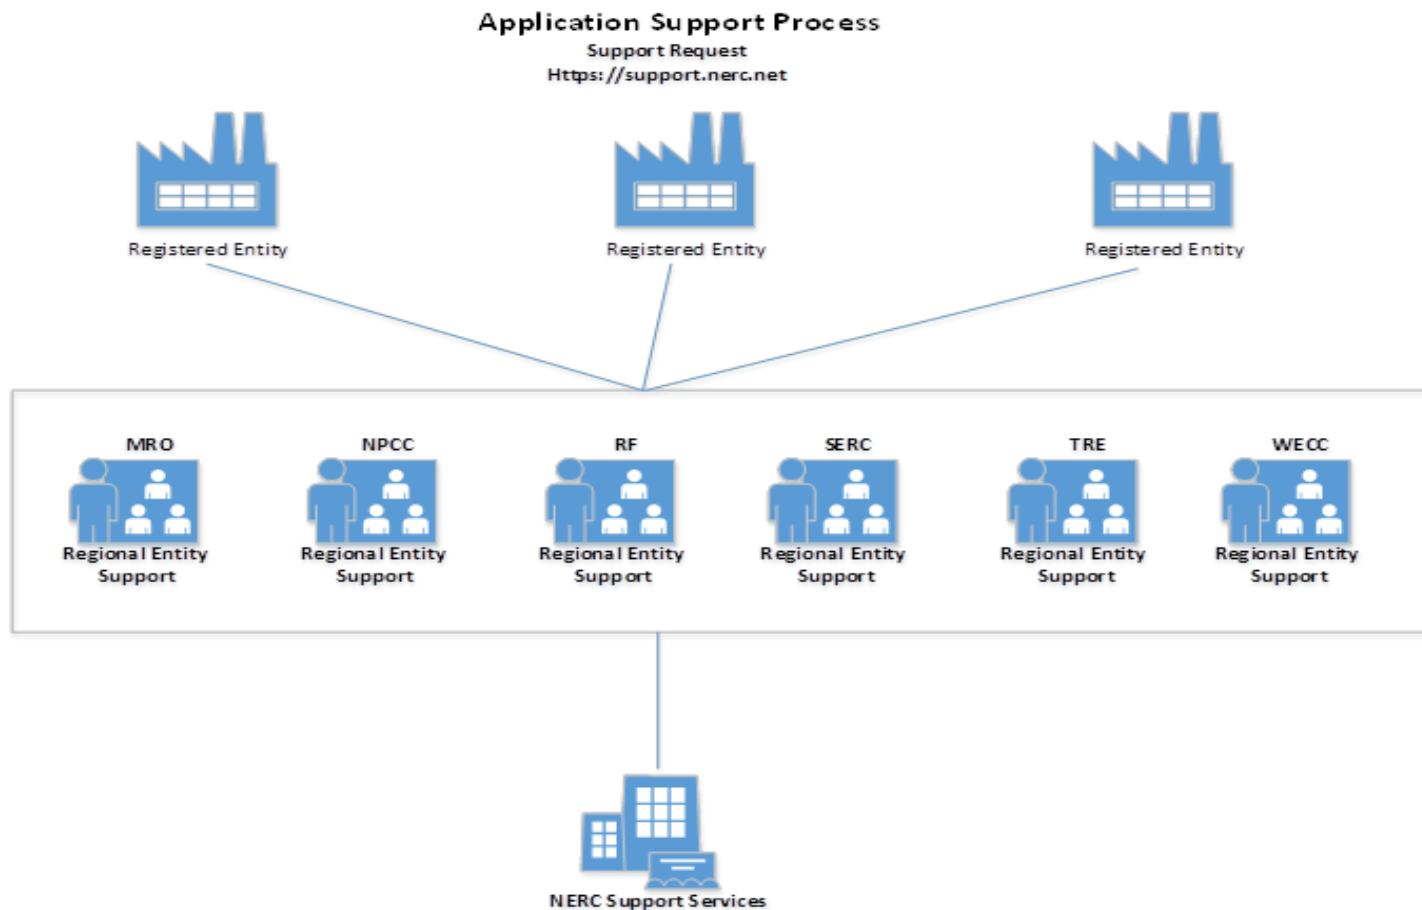 Application Support Process
Support Request
Https://support.nerc.net
Registered Entity
Registered Entity
Registered Entity
MRO
Regional Entity
Support
NPCC
Regional Entity
Support
RF
Regional Entity
Support
SERC
Regional Entity
Support
TRE
Regional Entity
Support
WECC
Regional Entity
Support
NERC Support Services